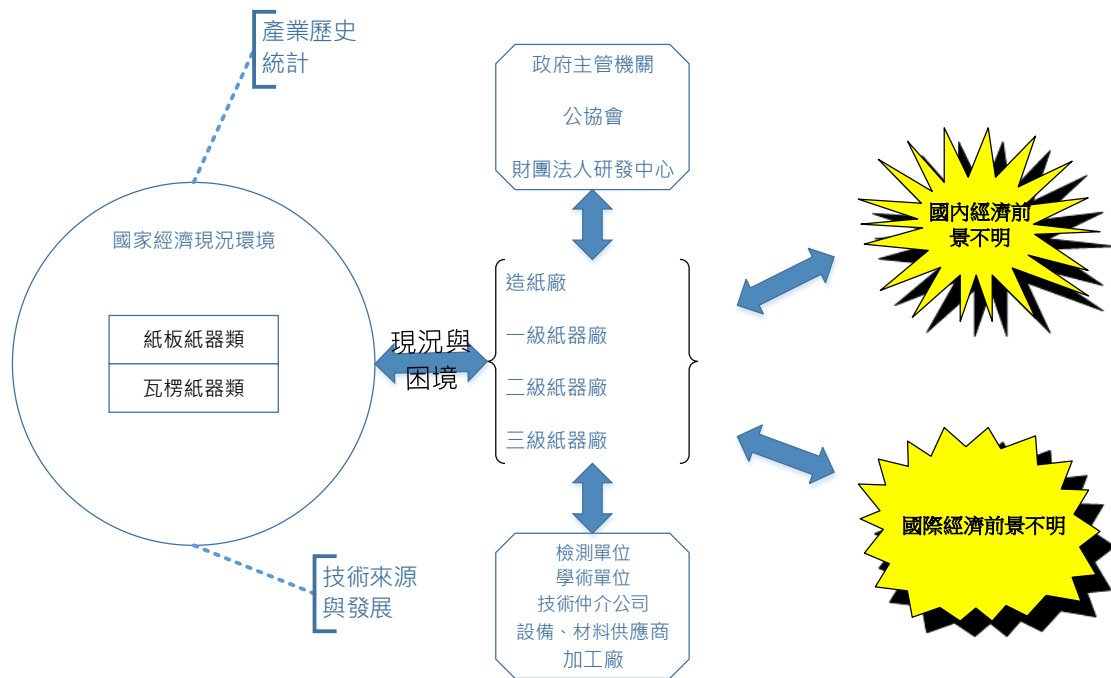 產業歷史
統計
國家經濟現況環境
紙板紙器類
瓦楞紙器類
技術來源
與發展
現況與
困境
政府主管機關
公協會
財團法人研發中心
造紙廠
一級紙器廠
二級紙器廠
三級紙器廠
檢測單位
學術單位
技術仲介公司
設備、材料供應商
加工廠
國內經濟前
景不明
國際經濟前景不明